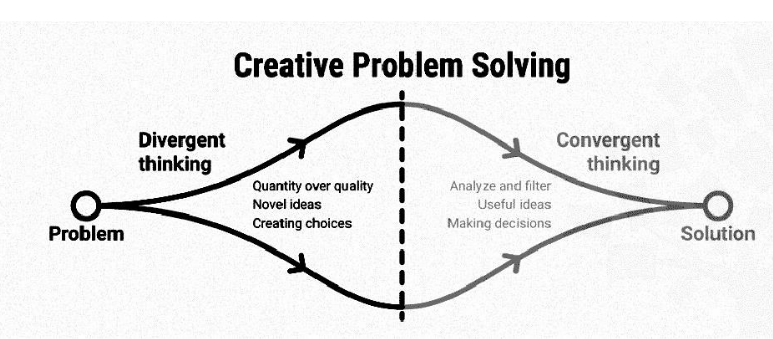 Creative Problem Solving
Divergent
thinking
Quantity over quality
Novel ideas
Creating choices
Problem
Convergent
thinking
Analyze and filter
Useful ideas
Making decisions
Solution